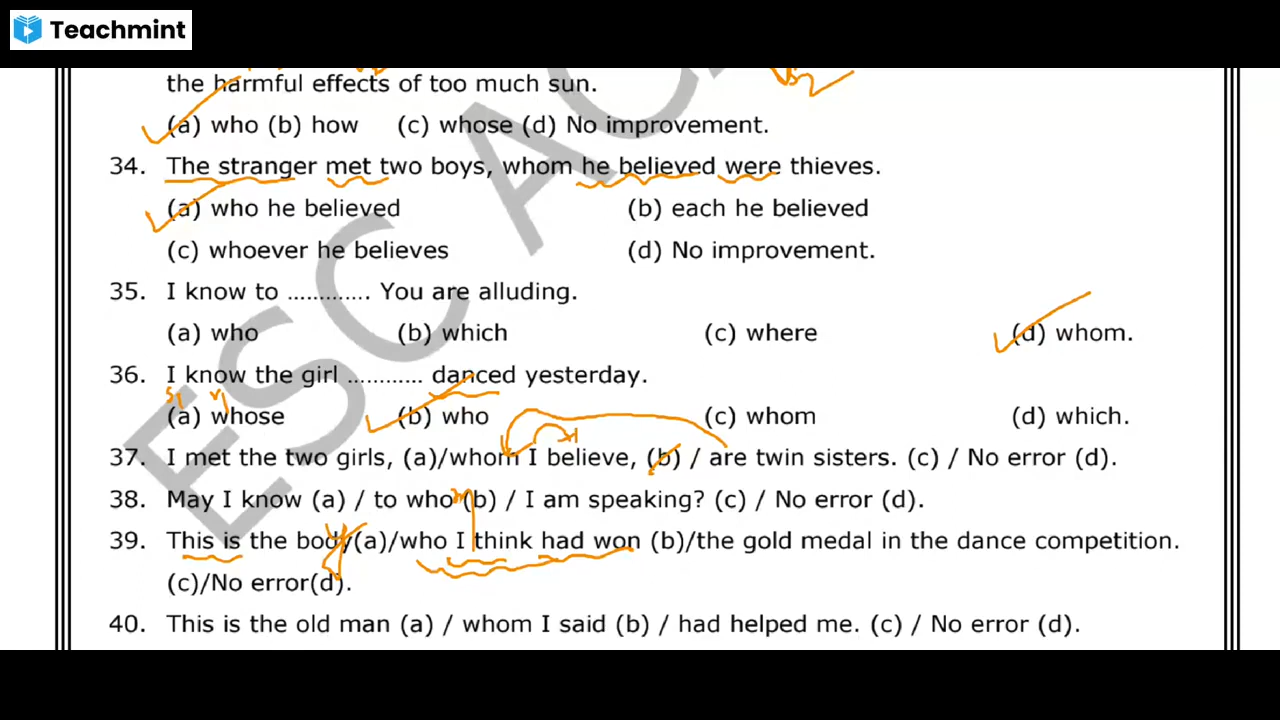 Teachmint
the harmful effects of too much sun.
(a) who (b) how (c) whose (d) No improvement.
34. The stranger met two boys, whom he believed were thieves.
(a) who he believed (b) each he believed
(c) whoever he believes (d) No improvement.
35. I know to ............. You are alluding.
(a) who (b) which (c) where (d) whom.
36. I know the girl ............ danced yesterday.
(a) whose (b) who (c) whom (d) which.
37. I met the two girls, (a)/whom I believe, (b) / are twin sisters. (c) / No error (d).
38. May I know (a) / to who (b) / I am speaking? (c) / No error (d).
39. This is the body(a)/who I think had won (b)/the gold medal in the dance competition.
(c)/No error(d).
40. This is the old man (a) / whom I said (b) / had helped me. (c) / No error (d).